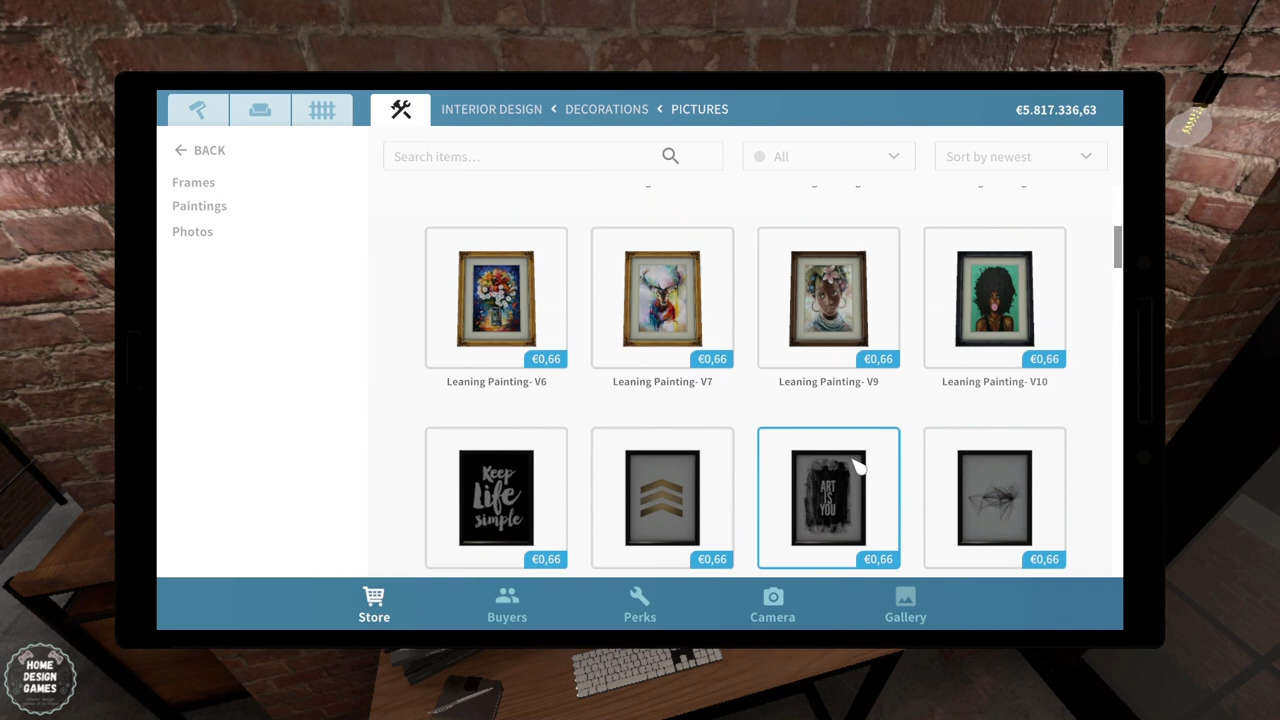 INTERIOR DESIGN < DECORATIONS < PICTURES
€5.817.336,63
BACK
Search items...
All
Sort by newest
Frames
Paintings
Photos
€0,66
€0,66
€0,66
€0,66
Leaning Painting- V6
Leaning Painting- V7
Leaning Painting- V9
Leaning Painting- V10
Keep
Life
simple
ART
IS
YOU
€0,66
€0,66
€0,66
€0,66
Store
Buyers
Perks
Camera
Gallery
HOME
DESIGN
GAMES